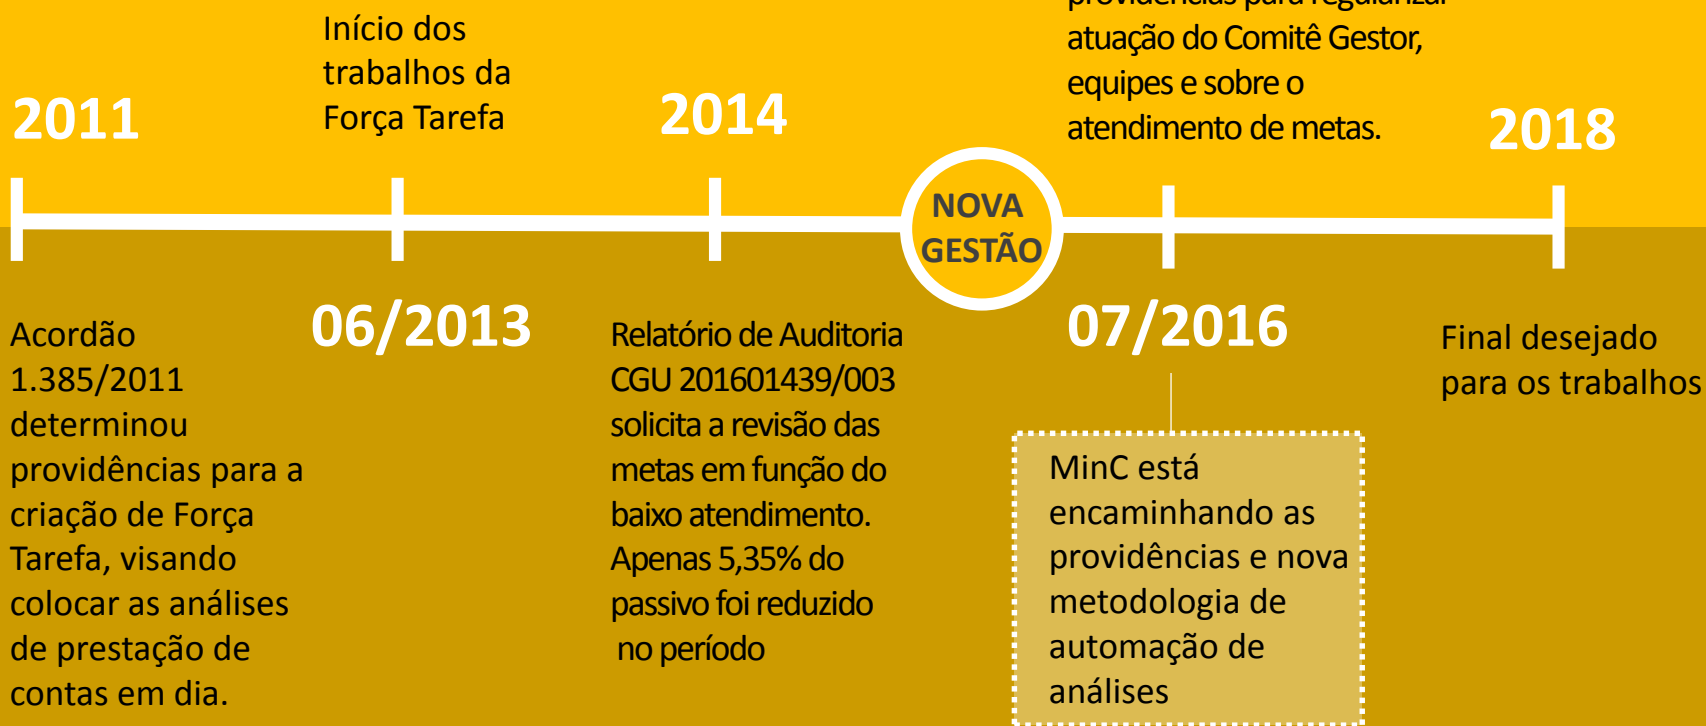 2011
Acordão
1.385/2011
determinou
providências para a
criação de Força
Tarefa, visando
colocar as análises
de prestação de
contas em dia.
Início dos
trabalhos da
Força Tarefa
06/2013
2014
Relatório de Auditoria
CGU 201601439/003
solicita a revisão das
metas em função do
baixo atendimento.
Apenas 5,35% do
passivo foi reduzido
no período
NOVA
GESTÃO
providências para regularizar
atuação do Comitê Gestor,
equipes e sobre o
atendimento de metas.
07/2016
MinC está
encaminhando as
providências e nova
metodologia de
automação de
análises
2018
Final desejado
para os trabalhos